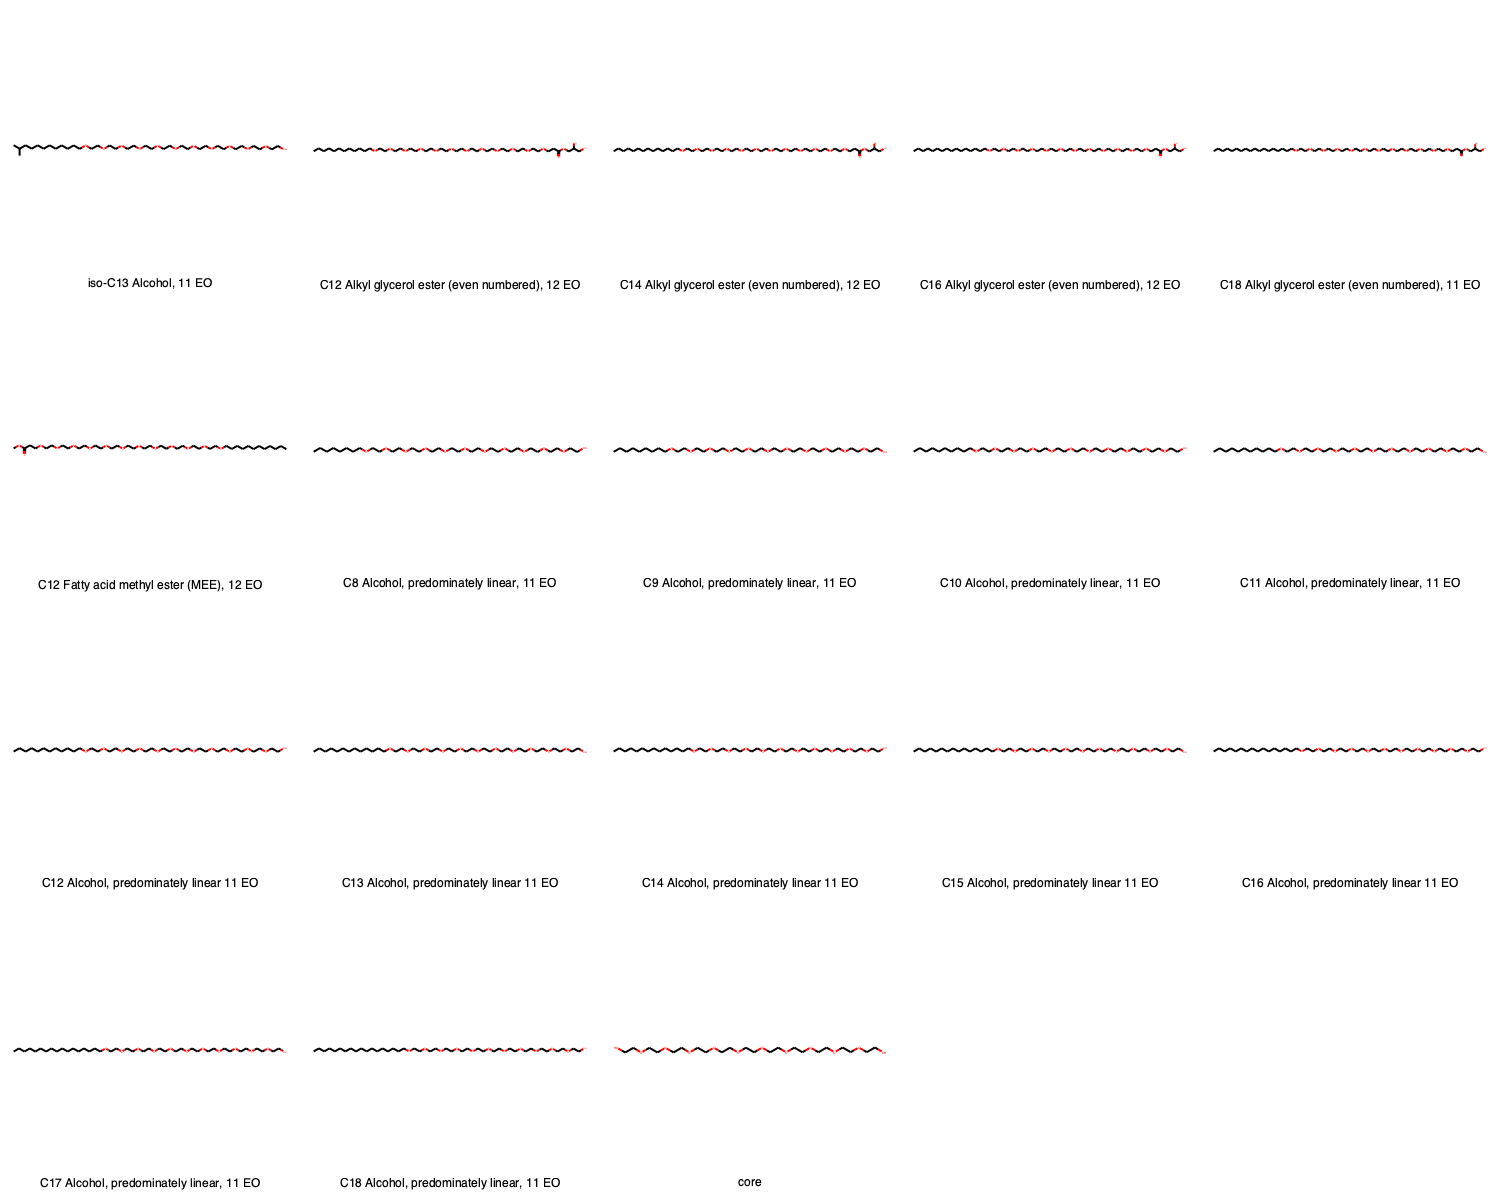 iso-C13 Alcohol, 11 EO
C12 Alkyl glycerol ester (even numbered), 12 EO
C14 Alkyl glycerol ester (even numbered), 12 EO
C16 Alkyl glycerol ester (even numbered), 12 EO
C18 Alkyl glycerol ester (even numbered), 11 EO
C12 Fatty acid methyl ester (MEE), 12 EO
C8 Alcohol, predominately linear, 11 EO
C9 Alcohol, predominately linear, 11 EO
C10 Alcohol, predominately linear, 11 EO
C11 Alcohol, predominately linear, 11 EO
C12 Alcohol, predominately linear 11 EO
C13 Alcohol, predominately linear 11 EO
C14 Alcohol, predominately linear 11 EO
C15 Alcohol, predominately linear 11 EO
C16 Alcohol, predominately linear 11 EO
C17 Alcohol, predominately linear, 11 EO
C18 Alcohol, predominately linear, 11 EO
core